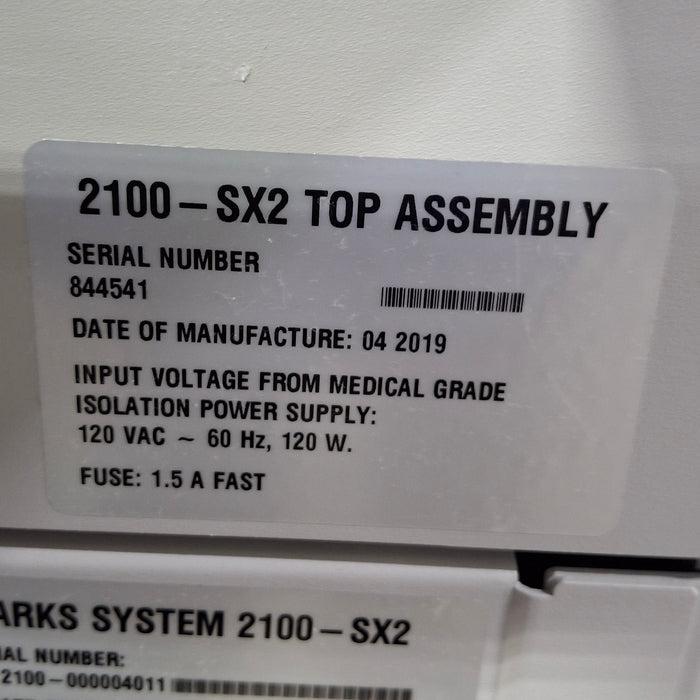 2100-SX2 TOP ASSEMBLY
SERIAL NUMBER
844541
DATE OF MANUFACTURE: 04 2019
INPUT VOLTAGE FROM MEDICAL GRADE
ISOLATION POWER SUPPLY:
120 VAC ~ 60 Hz, 120 W.
FUSE: 1.5 A FAST
ARKS SYSTEM 2100-SX2
IAL NUMBER:
2100-000004011